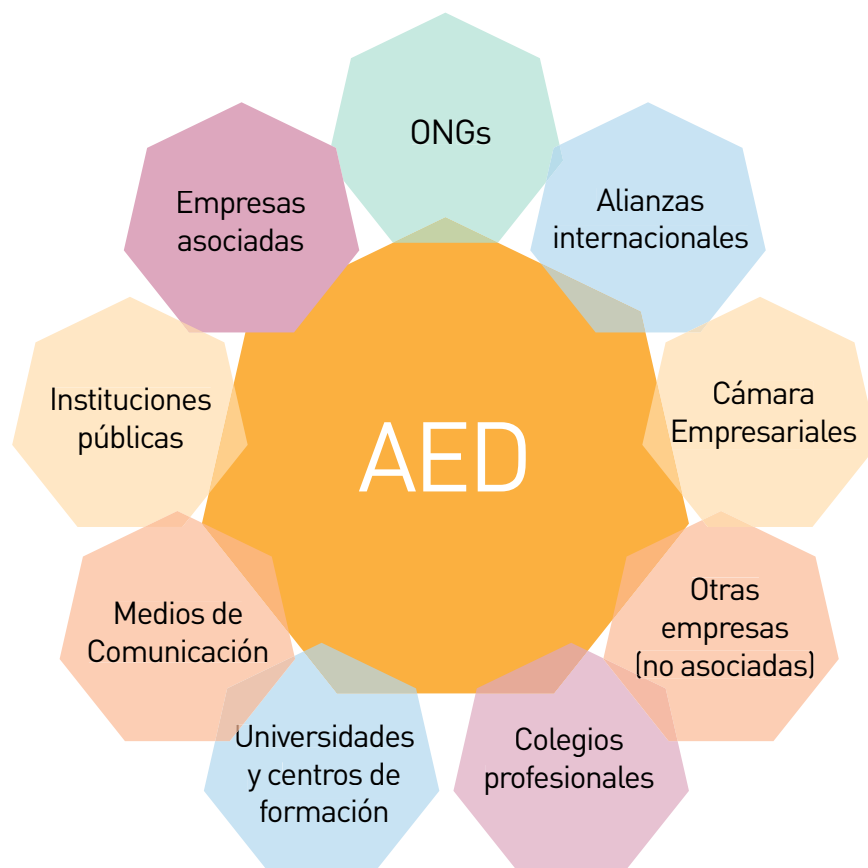 ONGs
Alianzas
internacionales
Cámara
Empresariales
Otras
empresas
(no asociadas)
Colegios
profesionales
Universidades
y centros de
formación
Medios de
Comunicación
Instituciones
públicas
Empresas
asociadas
AED